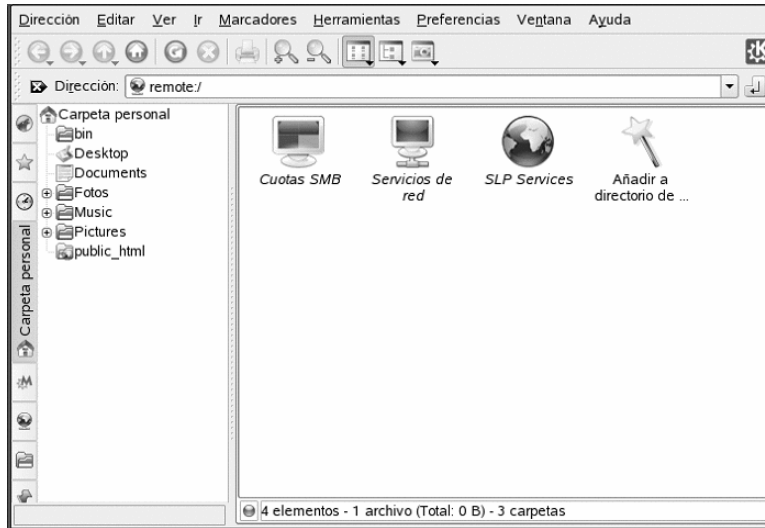 Dirección Editar Ver Ir Marcadores Herramientas Preferencias Ventana Ayuda
Dirección: remote:/
Carpeta personal
bin
Desktop
Documents
Fotos
Music
Pictures
public_html
Carpeta personal
Cuotas SMB
Servicios de
red
SLP Services
Añadir a
directorio de ...
4 elementos - 1 archivo (Total: 0 B) - 3 carpetas